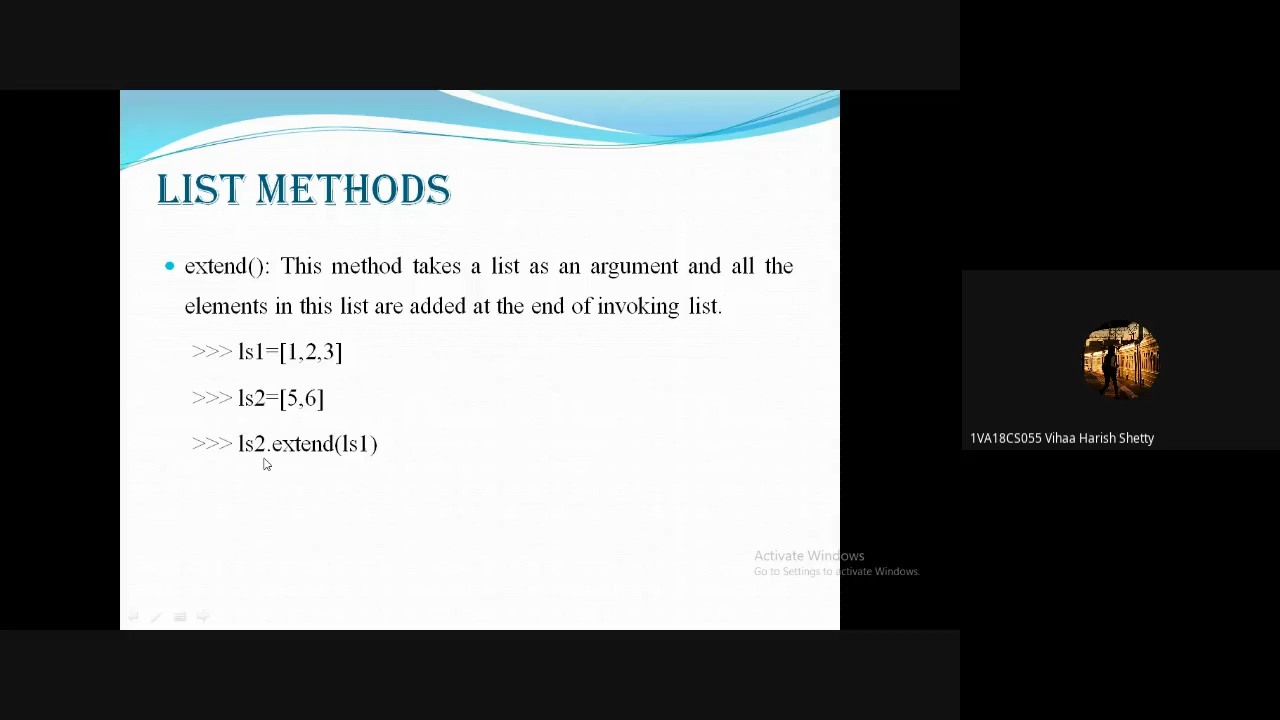 LIST METHODS
extend(): This method takes a list as an argument and all the
elements in this list are added at the end of invoking list.
>>> ls1=[1,2,3]
>>> ls2=[5,6]
>>> ls2.extend(ls1)
1VA18CS055 Vihaa Harish Shetty
Activate Windows
Go to Settings to activate Windows.